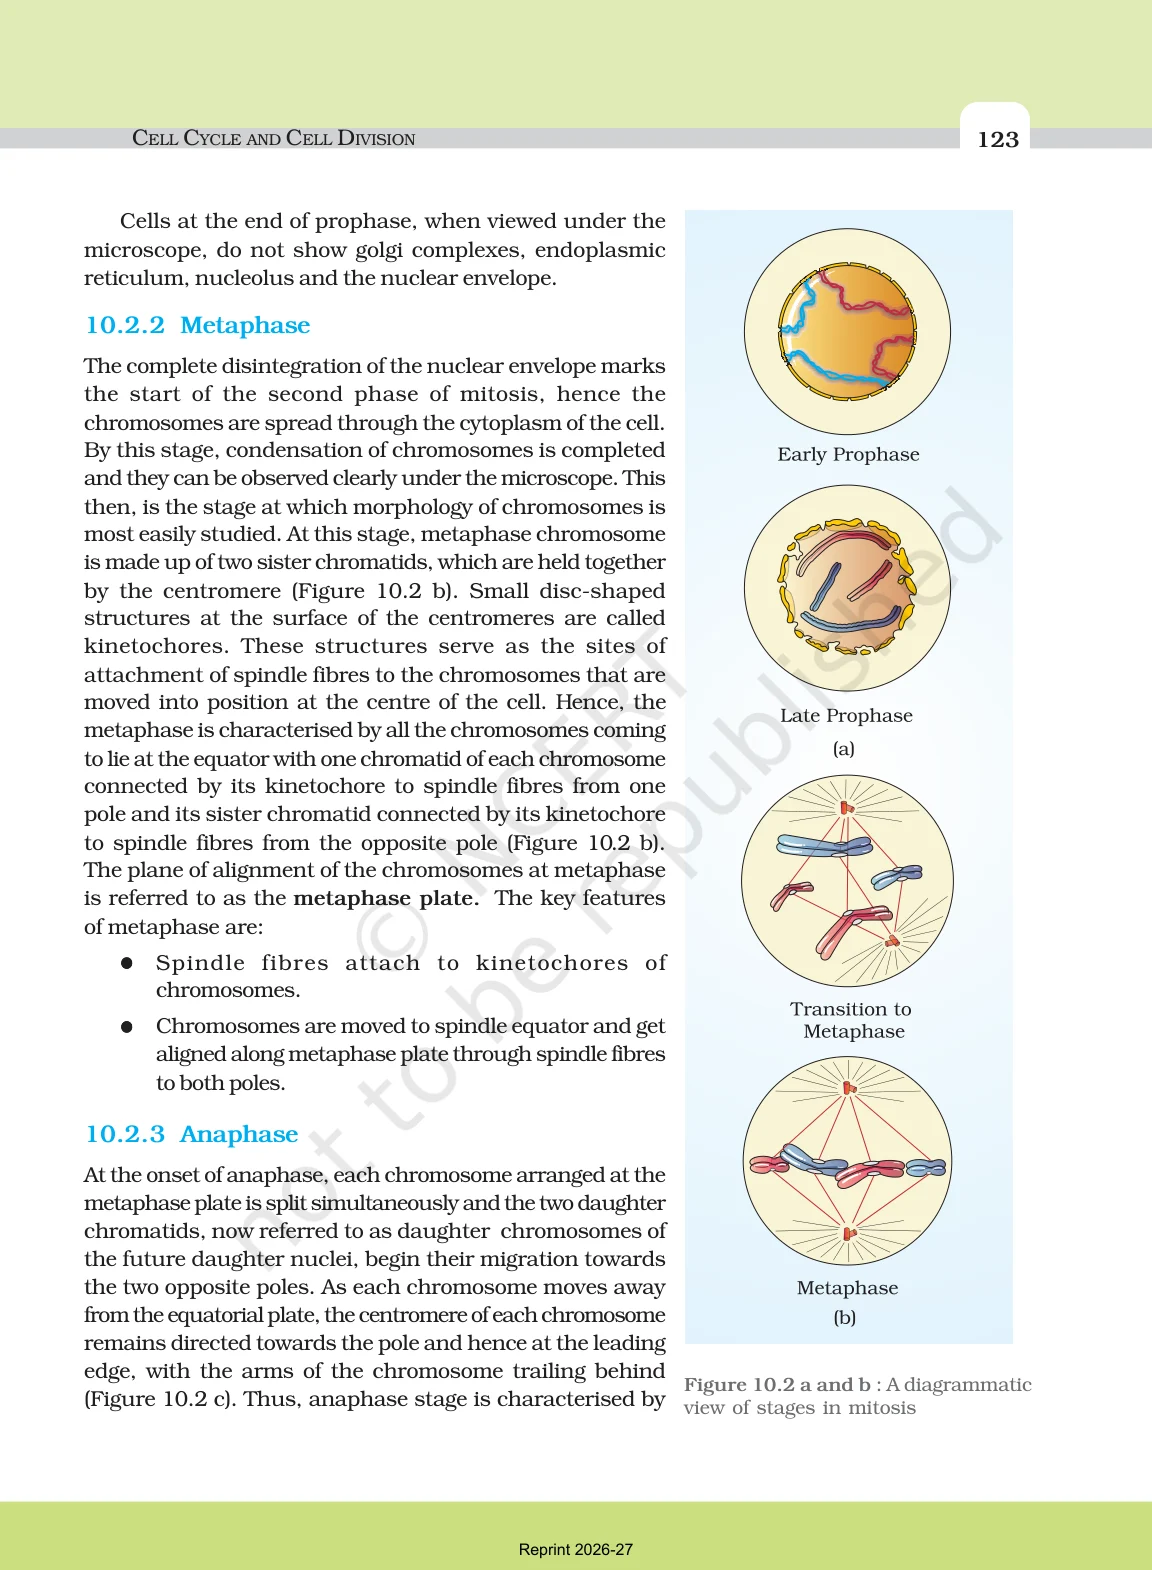 CELL CYCLE AND CELL DIVISION
123
Cells at the end of prophase, when viewed under the
microscope, do not show golgi complexes, endoplasmic
reticulum, nucleolus and the nuclear envelope.
10.2.2 Metaphase
The complete disintegration of the nuclear envelope marks
the start of the second phase of mitosis, hence the
chromosomes are spread through the cytoplasm of the cell.
By this stage, condensation of chromosomes is completed
and they can be observed clearly under the microscope. This
then, is the stage at which morphology of chromosomes is
most easily studied. At this stage, metaphase chromosome
is made up of two sister chromatids, which are held together
by the centromere (Figure 10.2 b). Small disc-shaped
structures at the surface of the centromeres are called
kinetochores. These structures serve as the sites of
attachment of spindle fibres to the chromosomes that are
moved into position at the centre of the cell. Hence, the
metaphase is characterised by all the chromosomes coming
to lie at the equator with one chromatid of each chromosome
connected by its kinetochore to spindle fibres from one
pole and its sister chromatid connected by its kinetochore
to spindle fibres from the opposite pole (Figure 10.2 b).
The plane of alignment of the chromosomes at metaphase
is referred to as the metaphase plate. The key features
of metaphase are:
● Spindle fibres attach to kinetochores of
chromosomes.
● Chromosomes are moved to spindle equator and get
aligned along metaphase plate through spindle fibres
to both poles.
10.2.3 Anaphase
At the onset of anaphase, each chromosome arranged at the
metaphase plate is split simultaneously and the two daughter
chromatids, now referred to as daughter chromosomes of
the future daughter nuclei, begin their migration towards
the two opposite poles. As each chromosome moves away
from the equatorial plate, the centromere of each chromosome
remains directed towards the pole and hence at the leading
edge, with the arms of the chromosome trailing behind
(Figure 10.2 c). Thus, anaphase stage is characterised by
Early Prophase
Late Prophase
(a)
Transition to
Metaphase
Metaphase
(b)
Figure 10.2 a and b : A diagrammatic
view of stages in mitosis
© NCERT
not to be republished
Reprint 2026-27